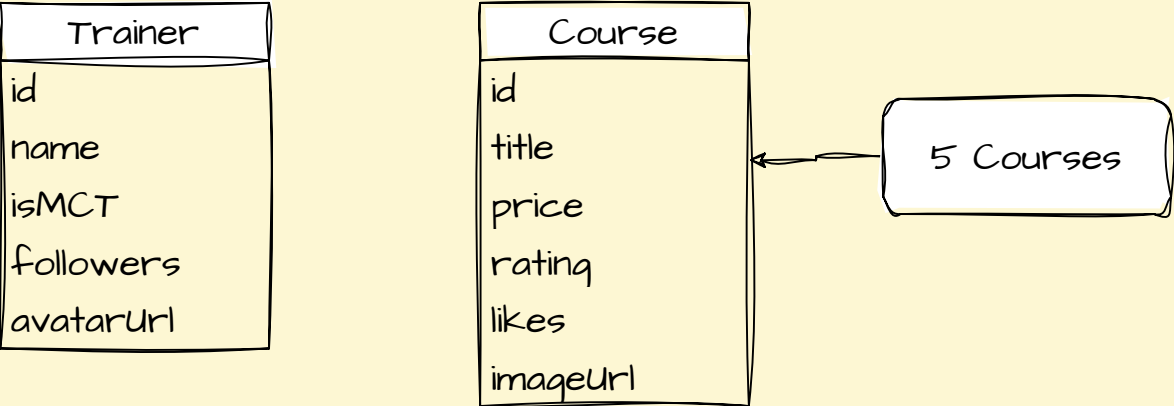 Trainer
id
name
isMCT
followers
avatarUrl
Course
id
title
price
rating
likes
imageUrl
5 Courses